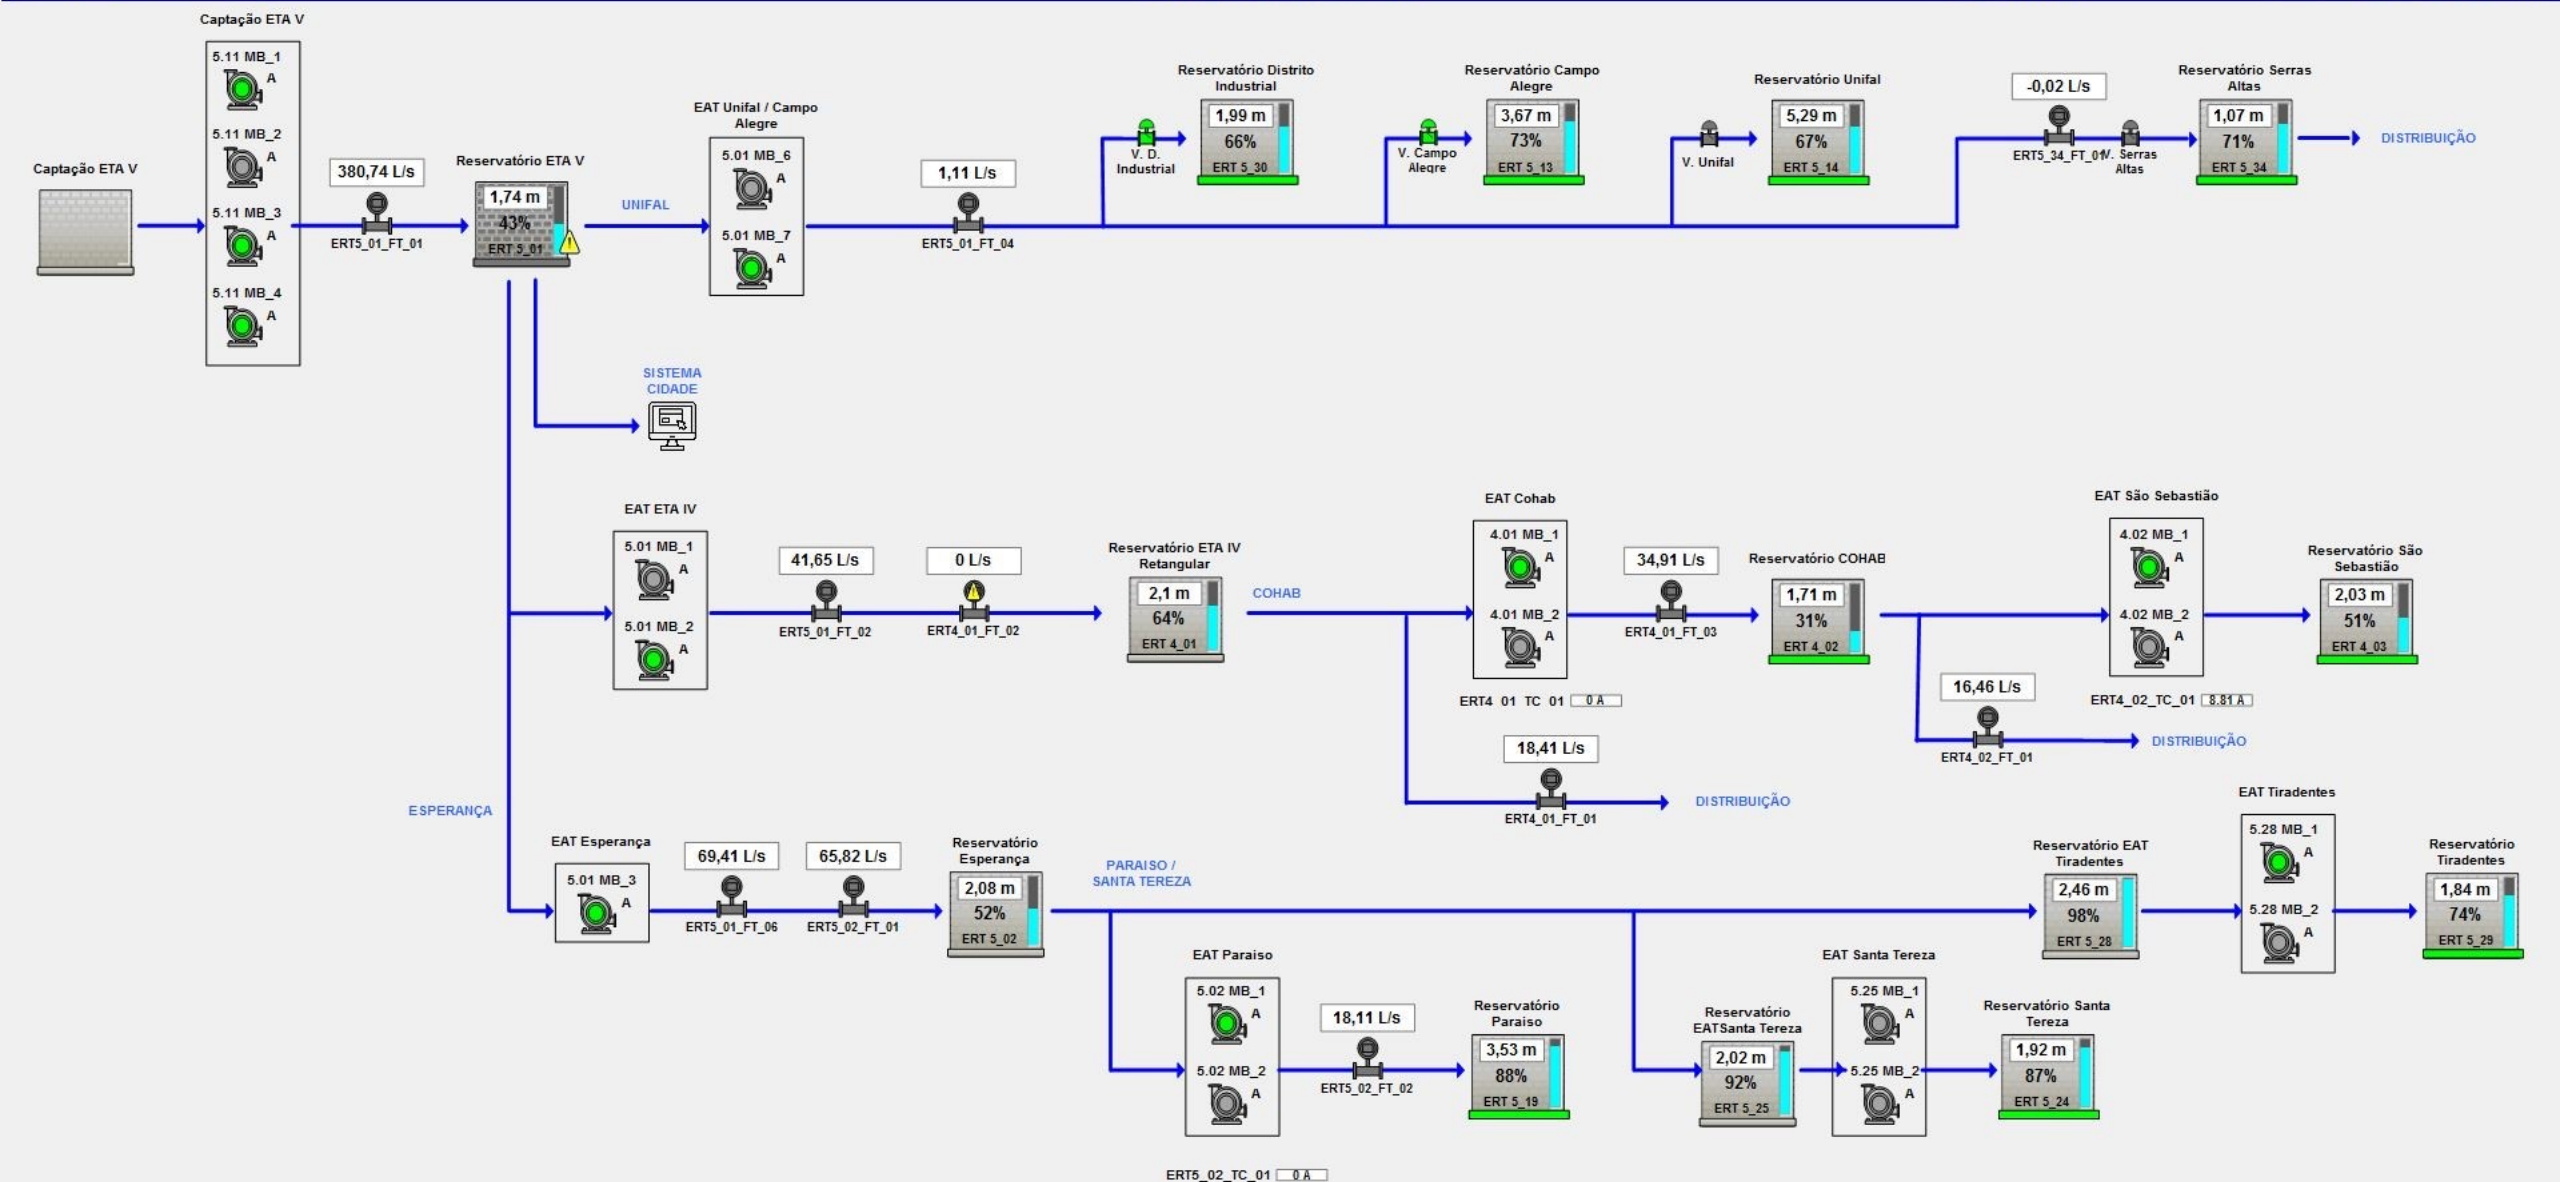 Captação ETA V
5.11 MB_1
A
5.11 MB_2
A
5.11 MB_3
A
5.11 MB_4
A
Captação ETA V
380,74 L/s
ERT5_01_FT_01
Reservatório ETA V
1,74 m
43%
ERT 5_01
UNIFAL
EAT Unifal / Campo
Alegre
5.01 MB_6
A
5.01 MB_7
A
1,11 L/s
ERT5_01_FT_04
V. D.
Industrial
Reservatório Distrito
Industrial
1,99 m
66%
ERT 5_30
V. Campo
Alegre
Reservatório Campo
Alegre
3,67 m
73%
ERT 5_13
V. Unifal
Reservatório Unifal
5,29 m
67%
ERT 5_14
-0,02 L/s
ERT5_34_FT_01
V. Serras
Altas
Reservatório Serras
Altas
1,07 m
71%
ERT 5_34
DISTRIBUIÇÃO
SISTEMA
CIDADE
EAT ETA IV
5.01 MB_1
A
5.01 MB_2
A
41,65 L/s
ERT5_01_FT_02
0 L/s
ERT4_01_FT_02
Reservatório ETA IV
Retangular
2,1 m
64%
ERT 4_01
COHAB
EAT Cohab
4.01 MB_1
A
4.01 MB_2
A
ERT4_01_TC_01 0 A
34,91 L/s
ERT4_01_FT_03
Reservatório COHAB
1,71 m
31%
ERT 4_02
EAT São Sebastião
4.02 MB_1
A
4.02 MB_2
A
ERT4_02_TC_01 8.81 A
Reservatório São
Sebastião
2,03 m
51%
ERT 4_03
16,46 L/s
ERT4_02_FT_01
DISTRIBUIÇÃO
18,41 L/s
ERT4_01_FT_01
DISTRIBUIÇÃO
ESPERANÇA
EAT Esperança
5.01 MB_3
A
69,41 L/s
ERT5_01_FT_06
65,82 L/s
ERT5_02_FT_01
Reservatório
Esperança
2,08 m
52%
ERT 5_02
PARAISO /
SANTA TEREZA
Reservatório EAT
Tiradentes
2,46 m
98%
ERT 5_28
EAT Tiradentes
5.28 MB_1
A
5.28 MB_2
A
Reservatório
Tiradentes
1,84 m
74%
ERT 5_29
EAT Paraiso
5.02 MB_1
A
5.02 MB_2
A
18,11 L/s
ERT5_02_FT_02
Reservatório
Paraiso
3,53 m
88%
ERT 5_19
Reservatório
EATSanta Tereza
2,02 m
92%
ERT 5_25
EAT Santa Tereza
5.25 MB_1
A
5.25 MB_2
A
Reservatório Santa
Tereza
1,92 m
87%
ERT 5_24
ERT5_02_TC_01 0 A